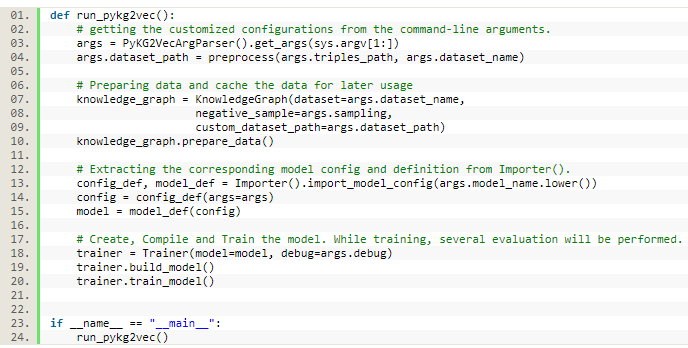 01. def run_pykg2vec():
02.     # getting the customized configurations from the command-line arguments.
03.     args = PyKG2VecArgParser().get_args(sys.argv[1:])
04.     args.dataset_path = preprocess(args.triples_path, args.dataset_name)
05.
06.     # Preparing data and cache the data for later usage
07.     knowledge_graph = KnowledgeGraph(dataset=args.dataset_name,
08.                       negative_sample=args.sampling,
09.                       custom_dataset_path=args.dataset_path)
10.     knowledge_graph.prepare_data()
11.
12.     # Extracting the corresponding model config and definition from Importer().
13.     config_def, model_def = Importer().import_model_config(args.model_name.lower())
14.     config = config_def(args=args)
15.     model = model_def(config)
16.
17.     # Create, Compile and Train the model. While training, several evaluation will be performed.
18.     trainer = Trainer(model=model, debug=args.debug)
19.     trainer.build_model()
20.     trainer.train_model()
21.
22.
23. if __name__ == "__main__":
24.     run_pykg2vec()